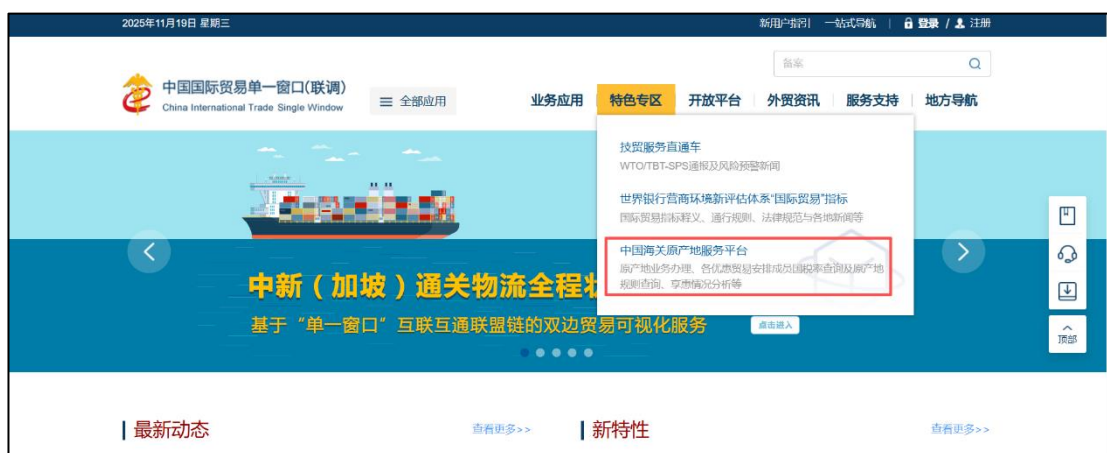 2025年11月19日 星期三
新用户指引 一站式导航 | 登录 / 注册
备案
中国国际贸易单一窗口(联调)
China International Trade Single Window
全部应用
业务应用 特色专区 开放平台 外贸资讯 服务支持 地方导航
技贸服务直通车
WTO/TBT-SPS通报及风险预警新闻
世界银行营商环境新评估体系"国际贸易"指标
国际贸易指标释义、通行规则、法律规范与各地新闻等
中国海关原产地服务平台
原产地业务办理、各优惠贸易安排成员国税率查询及原产地
规则查询、享惠情况分析等
中新（加坡）通关物流全程状
基于“单一窗口”互联互通联盟链的双边贸易可视化服务
点击进入
顶部
最新动态
查看更多>>
新特性
查看更多>>